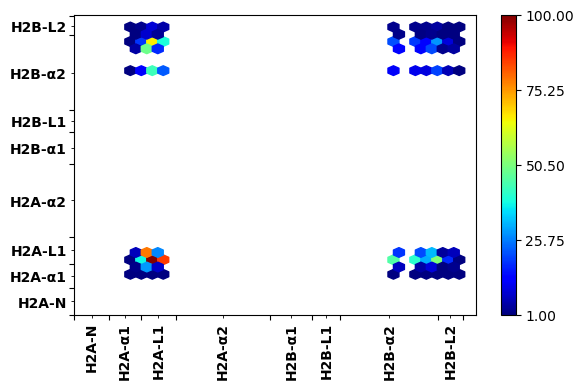 H2B-L2
H2B-α2
H2B-L1
H2B-α1
H2A-α2
H2A-L1
H2A-α1
H2A-N
H2A-N
H2A-α1
H2A-L1
H2A-α2
H2B-α1
H2B-L1
H2B-α2
H2B-L2
100.00
75.25
50.50
25.75
1.00